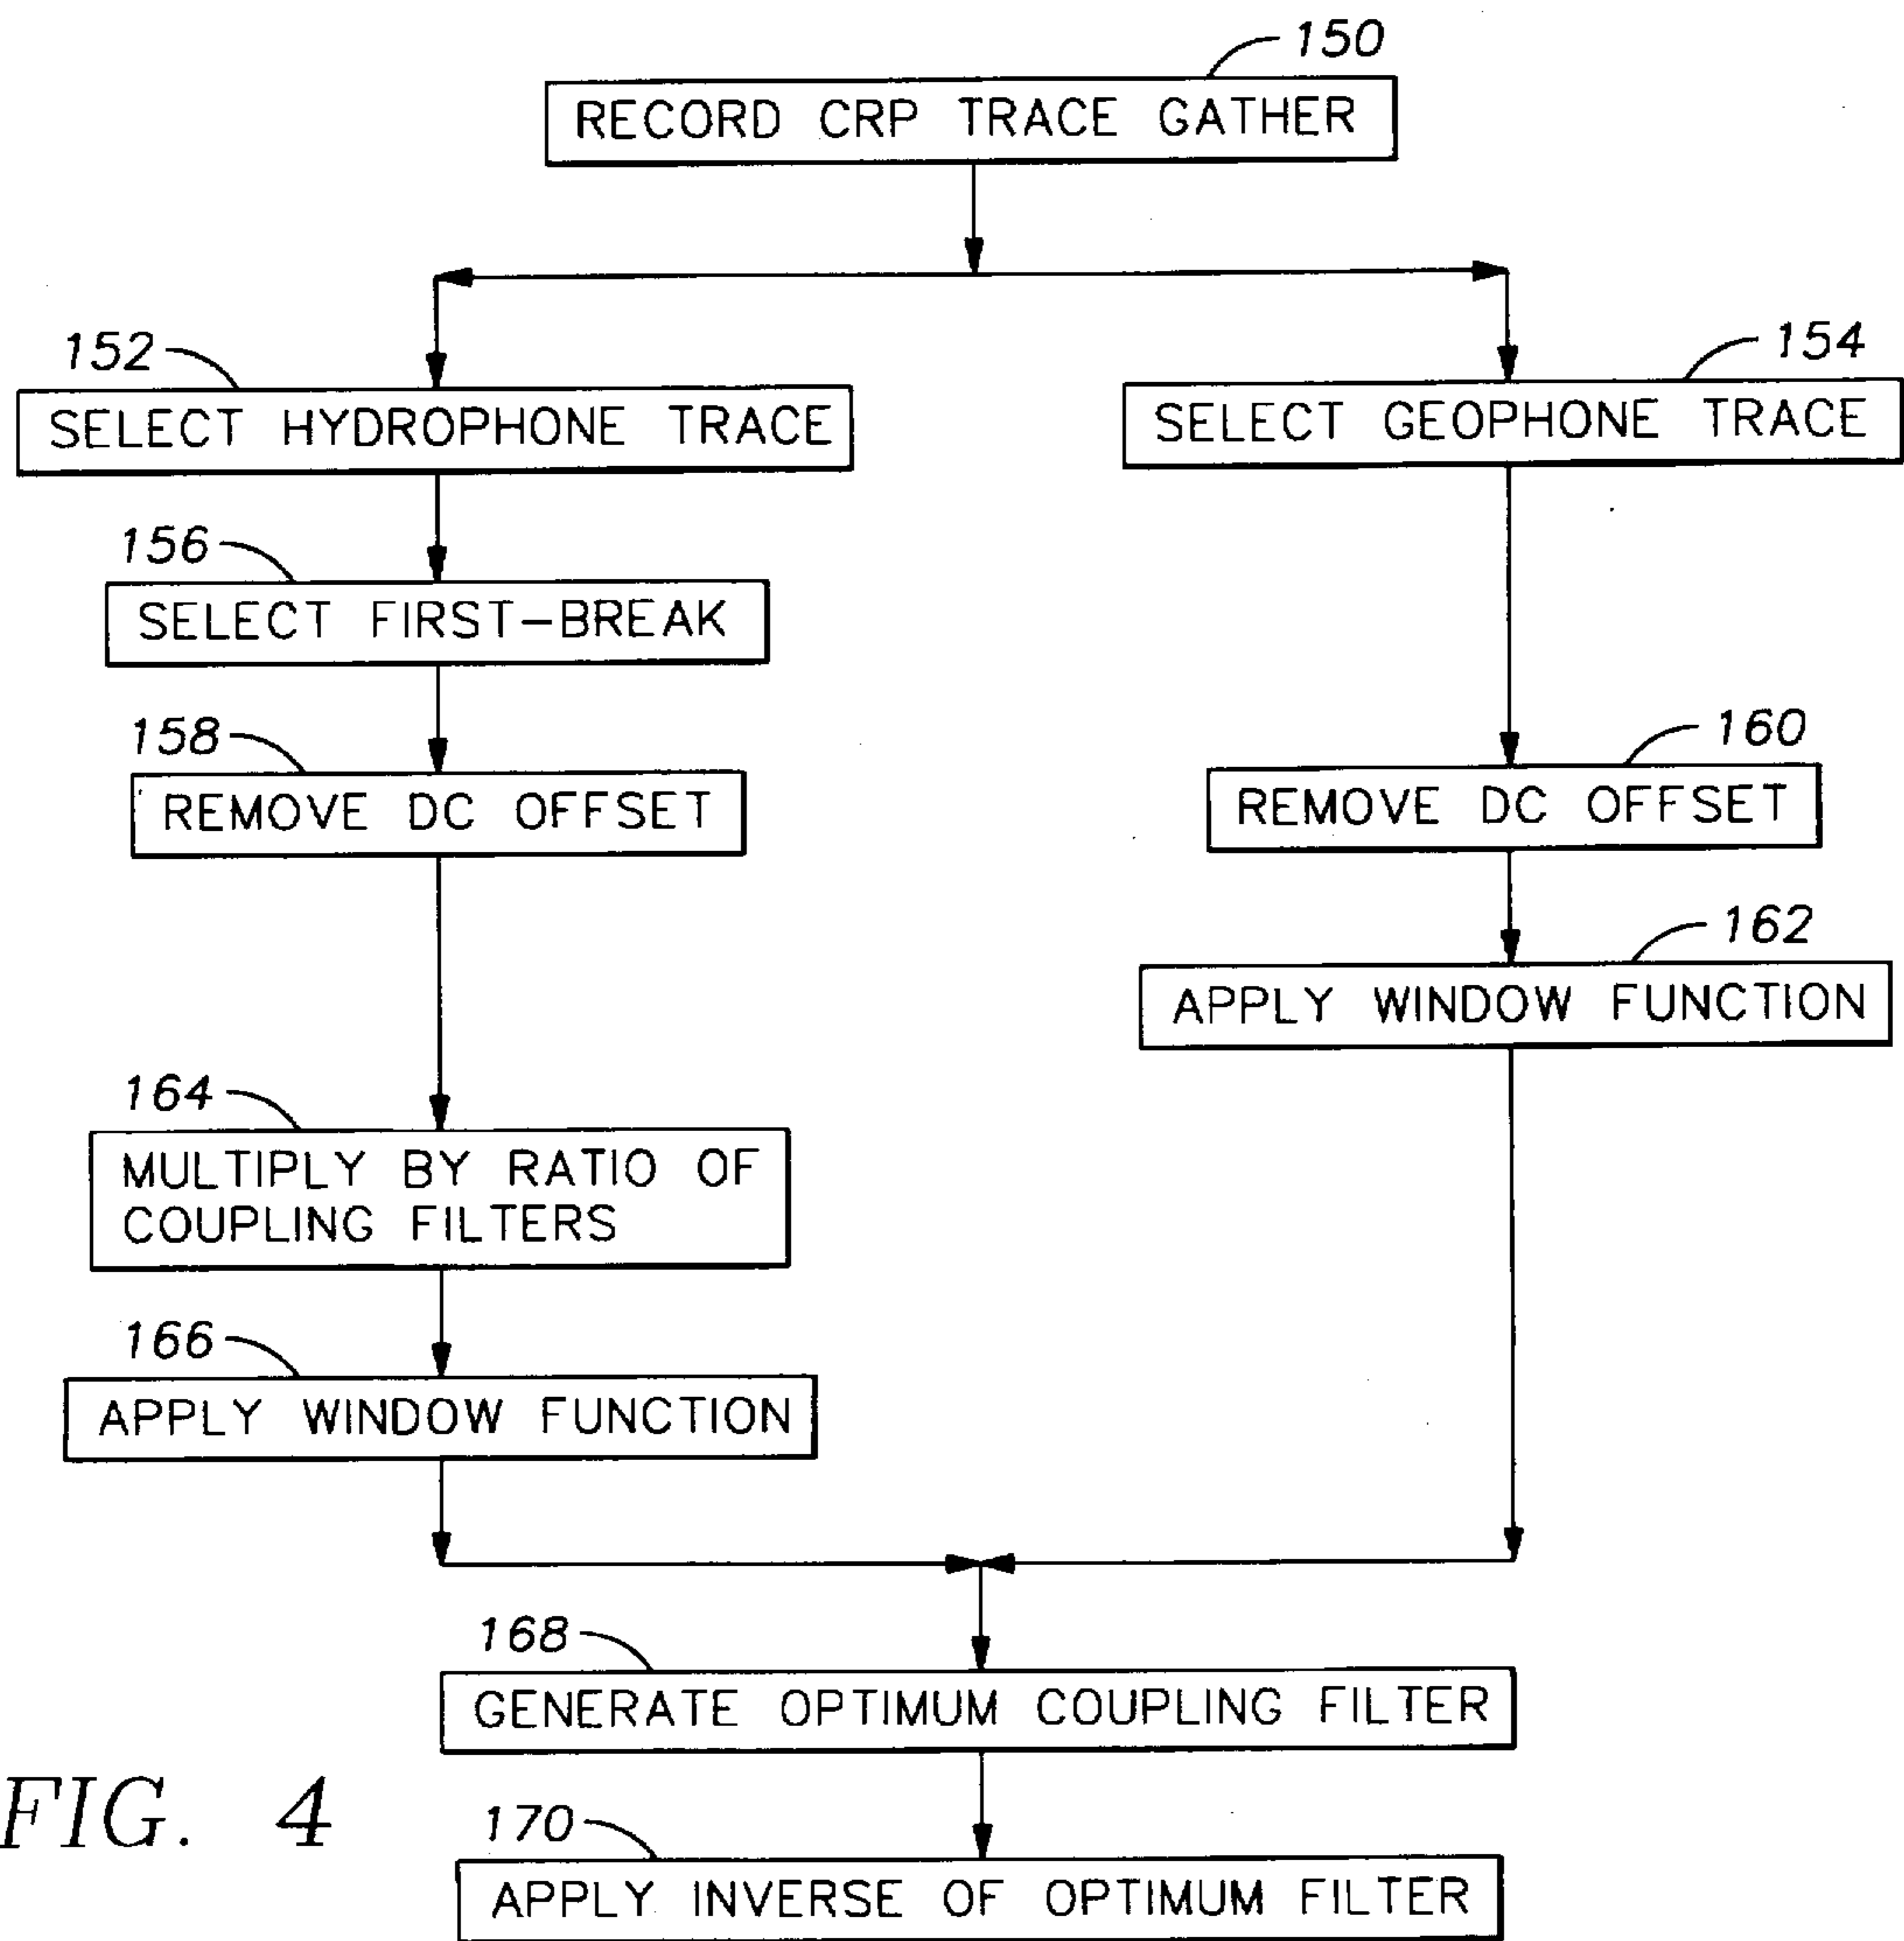 150
RECORD CRP TRACE GATHER
152
154
SELECT HYDROPHONE TRACE
SELECT GEOPHONE TRACE
156
SELECT FIRST-BREAK
158
160
REMOVE DC OFFSET
REMOVE DC OFFSET
162
APPLY WINDOW FUNCTION
164
MULTIPLY BY RATIO OF
COUPLING FILTERS
166
APPLY WINDOW FUNCTION
168
GENERATE OPTIMUM COUPLING FILTER
FIG. 4
170
APPLY INVERSE OF OPTIMUM FILTER